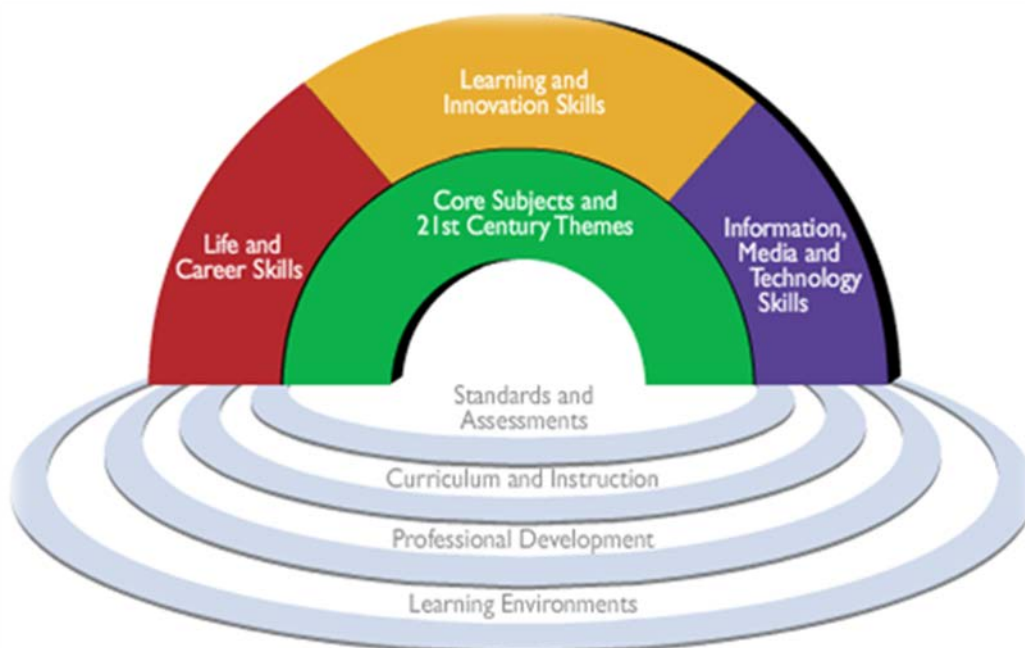 Learning and
Innovation Skills
Core Subjects and
21st Century Themes
Life and
Career Skills
Information,
Media and
Technology
Skills
Standards and
Assessments
Curriculum and Instruction
Professional Development
Learning Environments